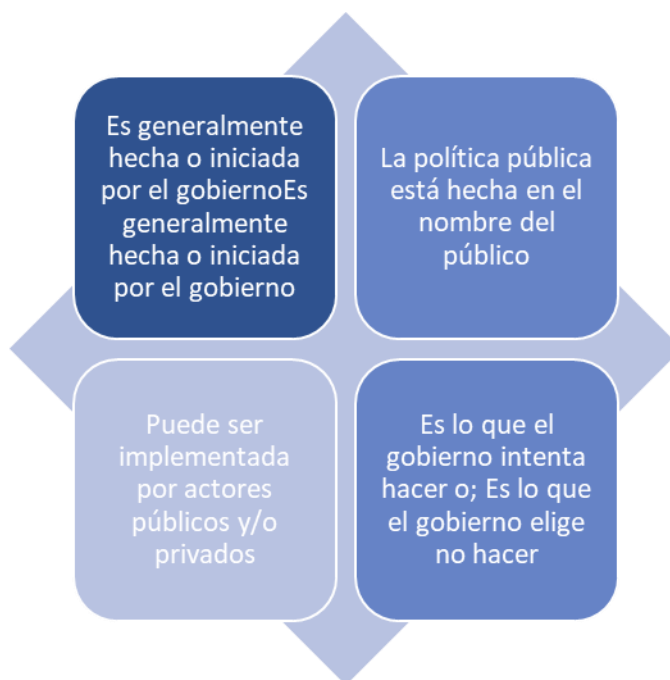 Es generalmente
hecha o iniciada
por el gobiernoEs
generalmente
hecha o iniciada
por el gobierno
La política pública
está hecha en el
nombre del
público
Puede ser
implementada
por actores
públicos y/o
privados
Es lo que el
gobierno intenta
hacer o; Es lo que
el gobierno elige
no hacer